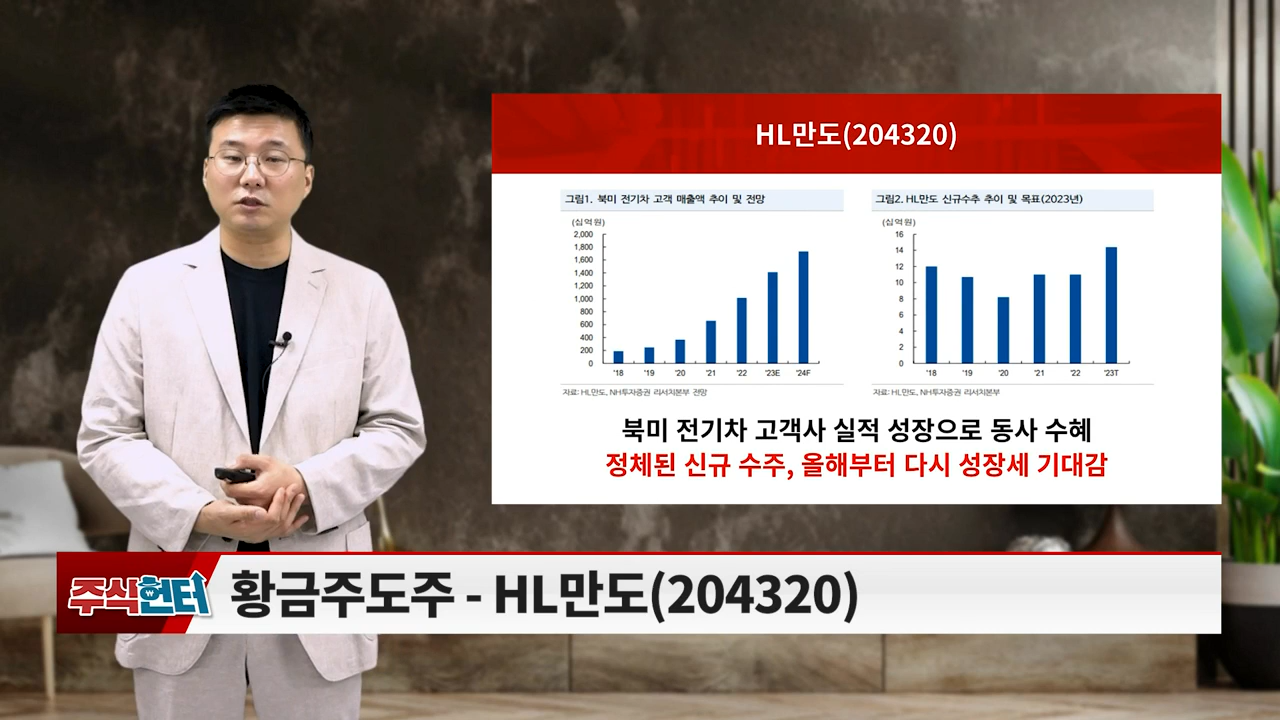 HL만도(204320)
그림1. 북미 전기차 고객 매출액 추이 및 전망
(십억원)
2,000
1,800
1,600
1,400
1,200
1,000
800
600
400
200
0
'18 '19 '20 '21 '22 '23E '24F
자료: HL만도, NH투자증권 리서치본부 전망
그림2. HL만도 신규수주 추이 및 목표(2023년)
(십억원)
16
14
12
10
8
6
4
2
0
'18 '19 '20 '21 '22 '23T
자료: HL만도, NH투자증권 리서치본부
북미 전기차 고객사 실적 성장으로 동사 수혜
정체된 신규 수주, 올해부터 다시 성장세 기대감
주식헌터
황금주도주 - HL만도(204320)